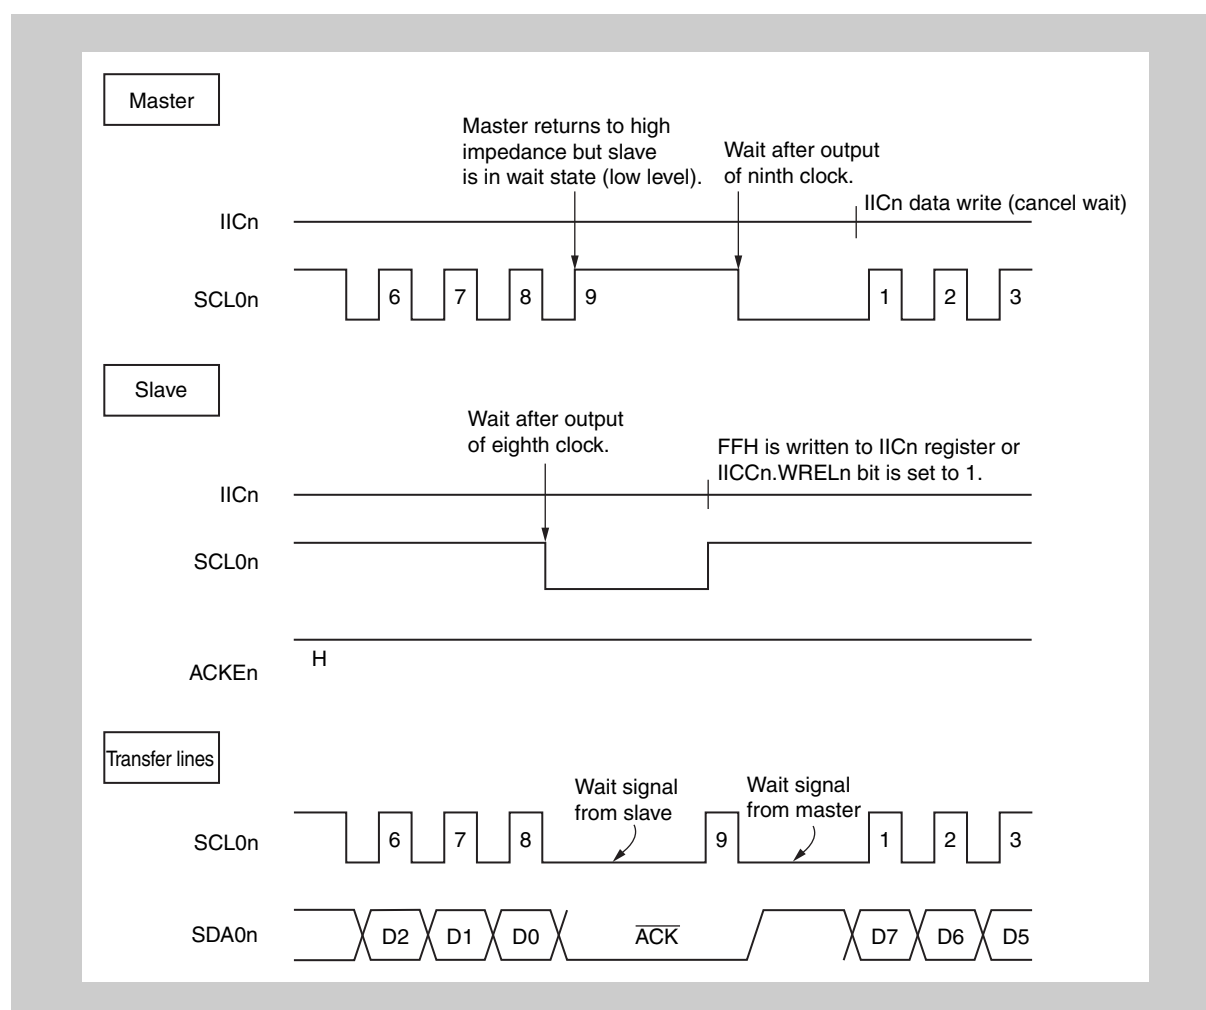 Master
Master returns to high
impedance but slave
is in wait state (low level).
Wait after output
of ninth clock.
IICn data write (cancel wait)
IICn
SCL0n
6 7 8 9 1 2 3
Slave
Wait after output
of eighth clock.
FFH is written to IICn register or
IICCn.WRELn bit is set to 1.
IICn
SCL0n
H
ACKEn
Transfer lines
Wait signal
from slave
Wait signal
from master
SCL0n
6 7 8 9 1 2 3
SDA0n
D2 D1 D0 A̅C̅K̅ D7 D6 D5